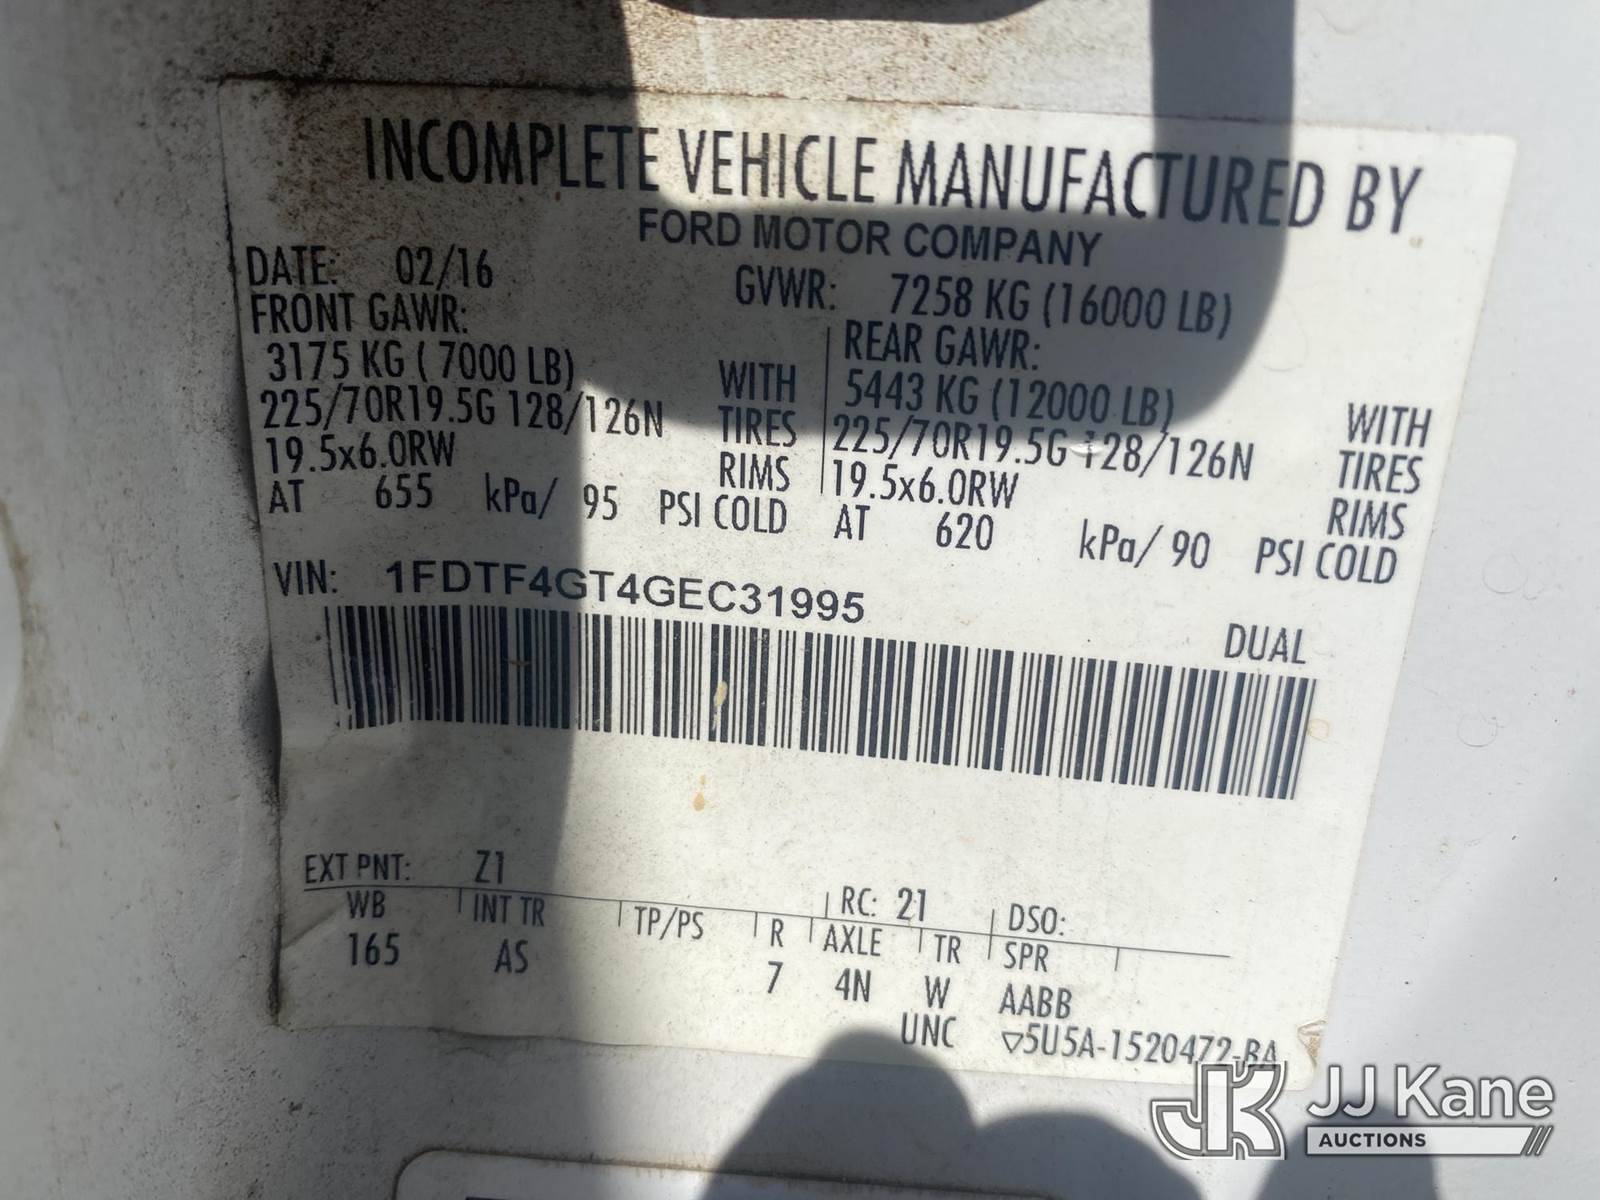 INCOMPLETE VEHICLE MANUFACTURED BY
FORD MOTOR COMPANY
DATE: 02/16 GVWR: 7258 KG (16000 LB)
FRONT GAWR: REAR GAWR:
3175 KG ( 7000 LB) WITH 5443 KG (12000 LB) WITH
225/70R19.5G 128/126N TIRES 225/70R19.5G 128/126N TIRES
19.5x6.0RW RIMS 19.5x6.0RW RIMS
AT 655 kPa/ 95 PSI COLD AT 620 kPa/ 90 PSI COLD
VIN: 1FDTF4GT4GEC31995
DUAL
EXT PNT: Z1 RC: 21 DSO:
WB INT TR TP/PS R AXLE TR SPR
165 AS 7 4N W AABB
UNC ▽5U5A-1520472-BA
JJ Kane
AUCTIONS